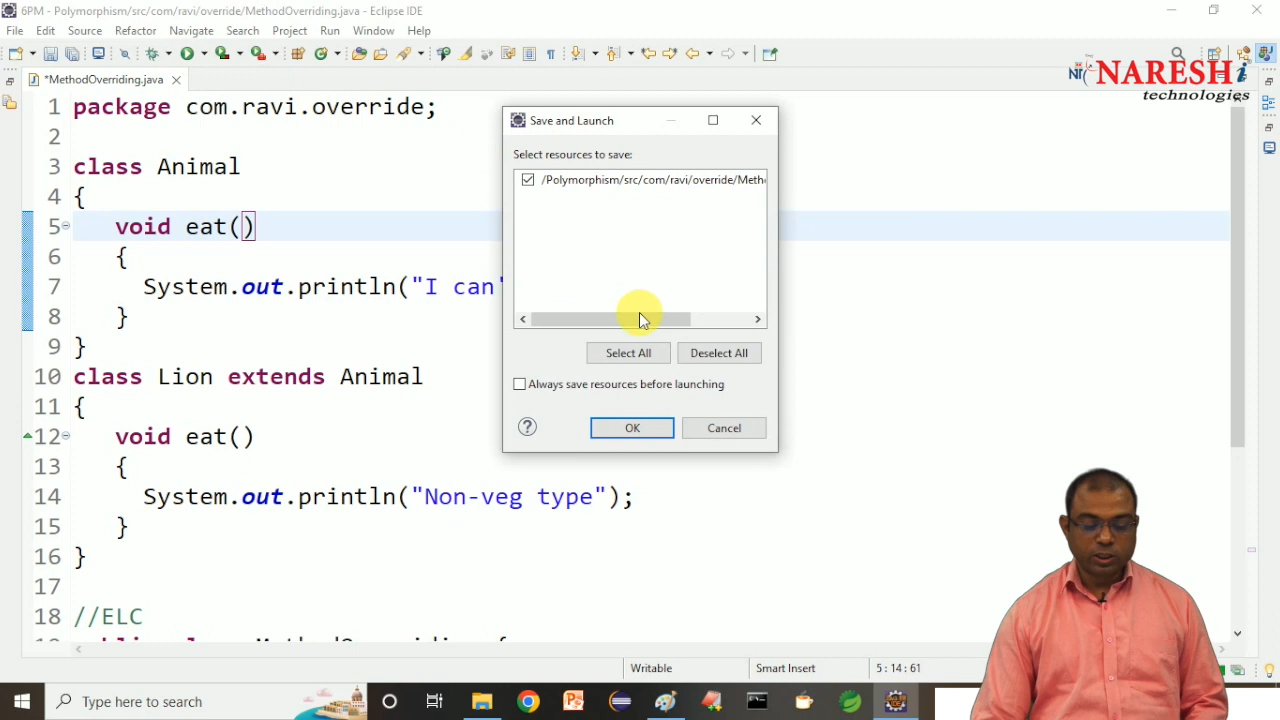 6PM - Polymorphism/src/com/ravi/override/MethodOverriding.java - Eclipse IDE
File Edit Source Refactor Navigate Search Project Run Window Help
*MethodOverriding.java
NARESHi
technologies
1 package com.ravi.override;
2
3 class Animal
4 {
5 void eat()
6 {
7 System.out.println("I can'
8 }
9 }
10 class Lion extends Animal
11 {
12 void eat()
13 {
14 System.out.println("Non-veg type");
15 }
16 }
17
18 //ELC
Save and Launch
Select resources to save:
/Polymorphism/src/com/ravi/override/Meth
Select All Deselect All
Always save resources before launching
OK Cancel
Writable Smart Insert 5 : 14 : 61
Type here to search